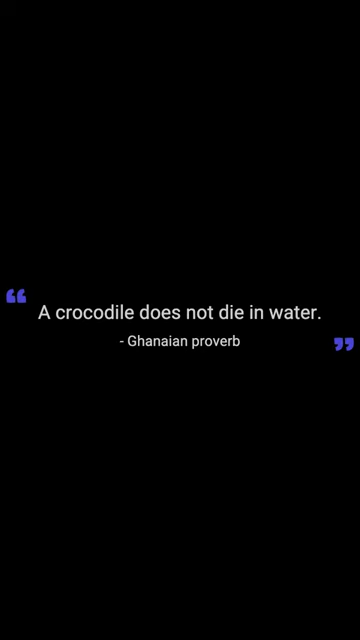 ❝
A crocodile does not die in water.
- Ghanaian proverb
❞